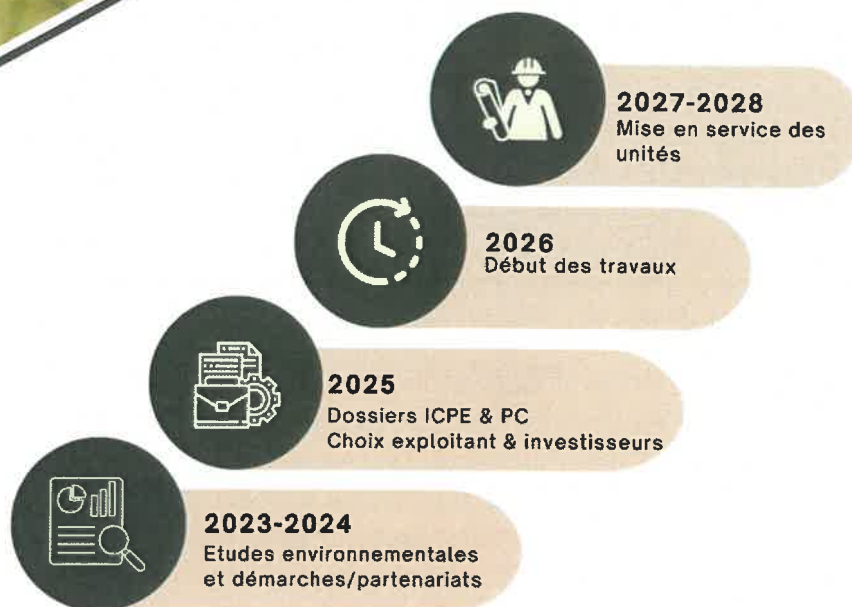 2027-2028
Mise en service des
unités
2026
Début des travaux
2025
Dossiers ICPE & PC
Choix exploitant & investisseurs
2023-2024
Etudes environnementales
et démarches/partenariats